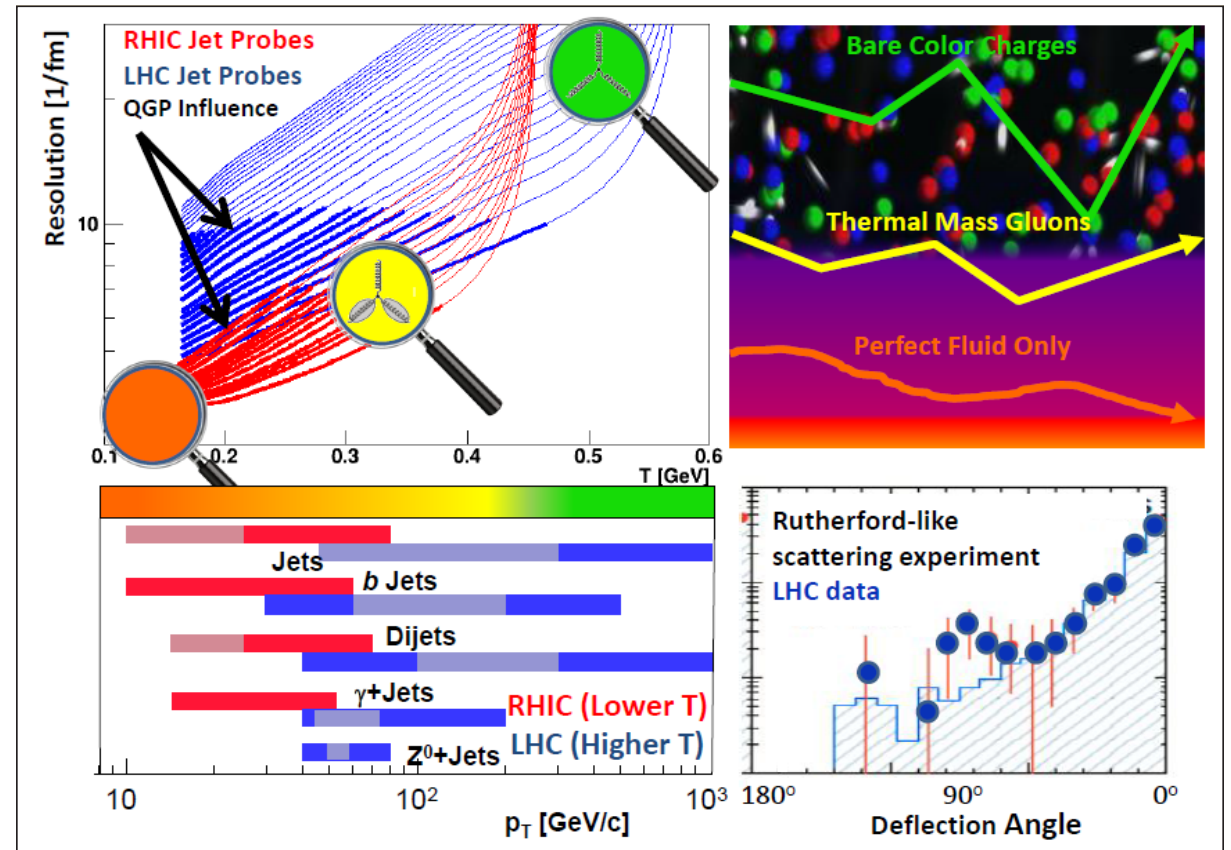 RHIC Jet Probes
LHC Jet Probes
QGP Influence
Resolution [1/fm]
10
0.1
0.2
0.3
0.4
0.5
0.6
T [GeV]
Bare Color Charges
Thermal Mass Gluons
Perfect Fluid Only
Jets
b Jets
Dijets
γ+Jets
Z⁰+Jets
RHIC (Lower T)
LHC (Higher T)
10
10²
10³
pT [GeV/c]
Rutherford-like
scattering experiment
LHC data
180°
90°
0°
Deflection Angle